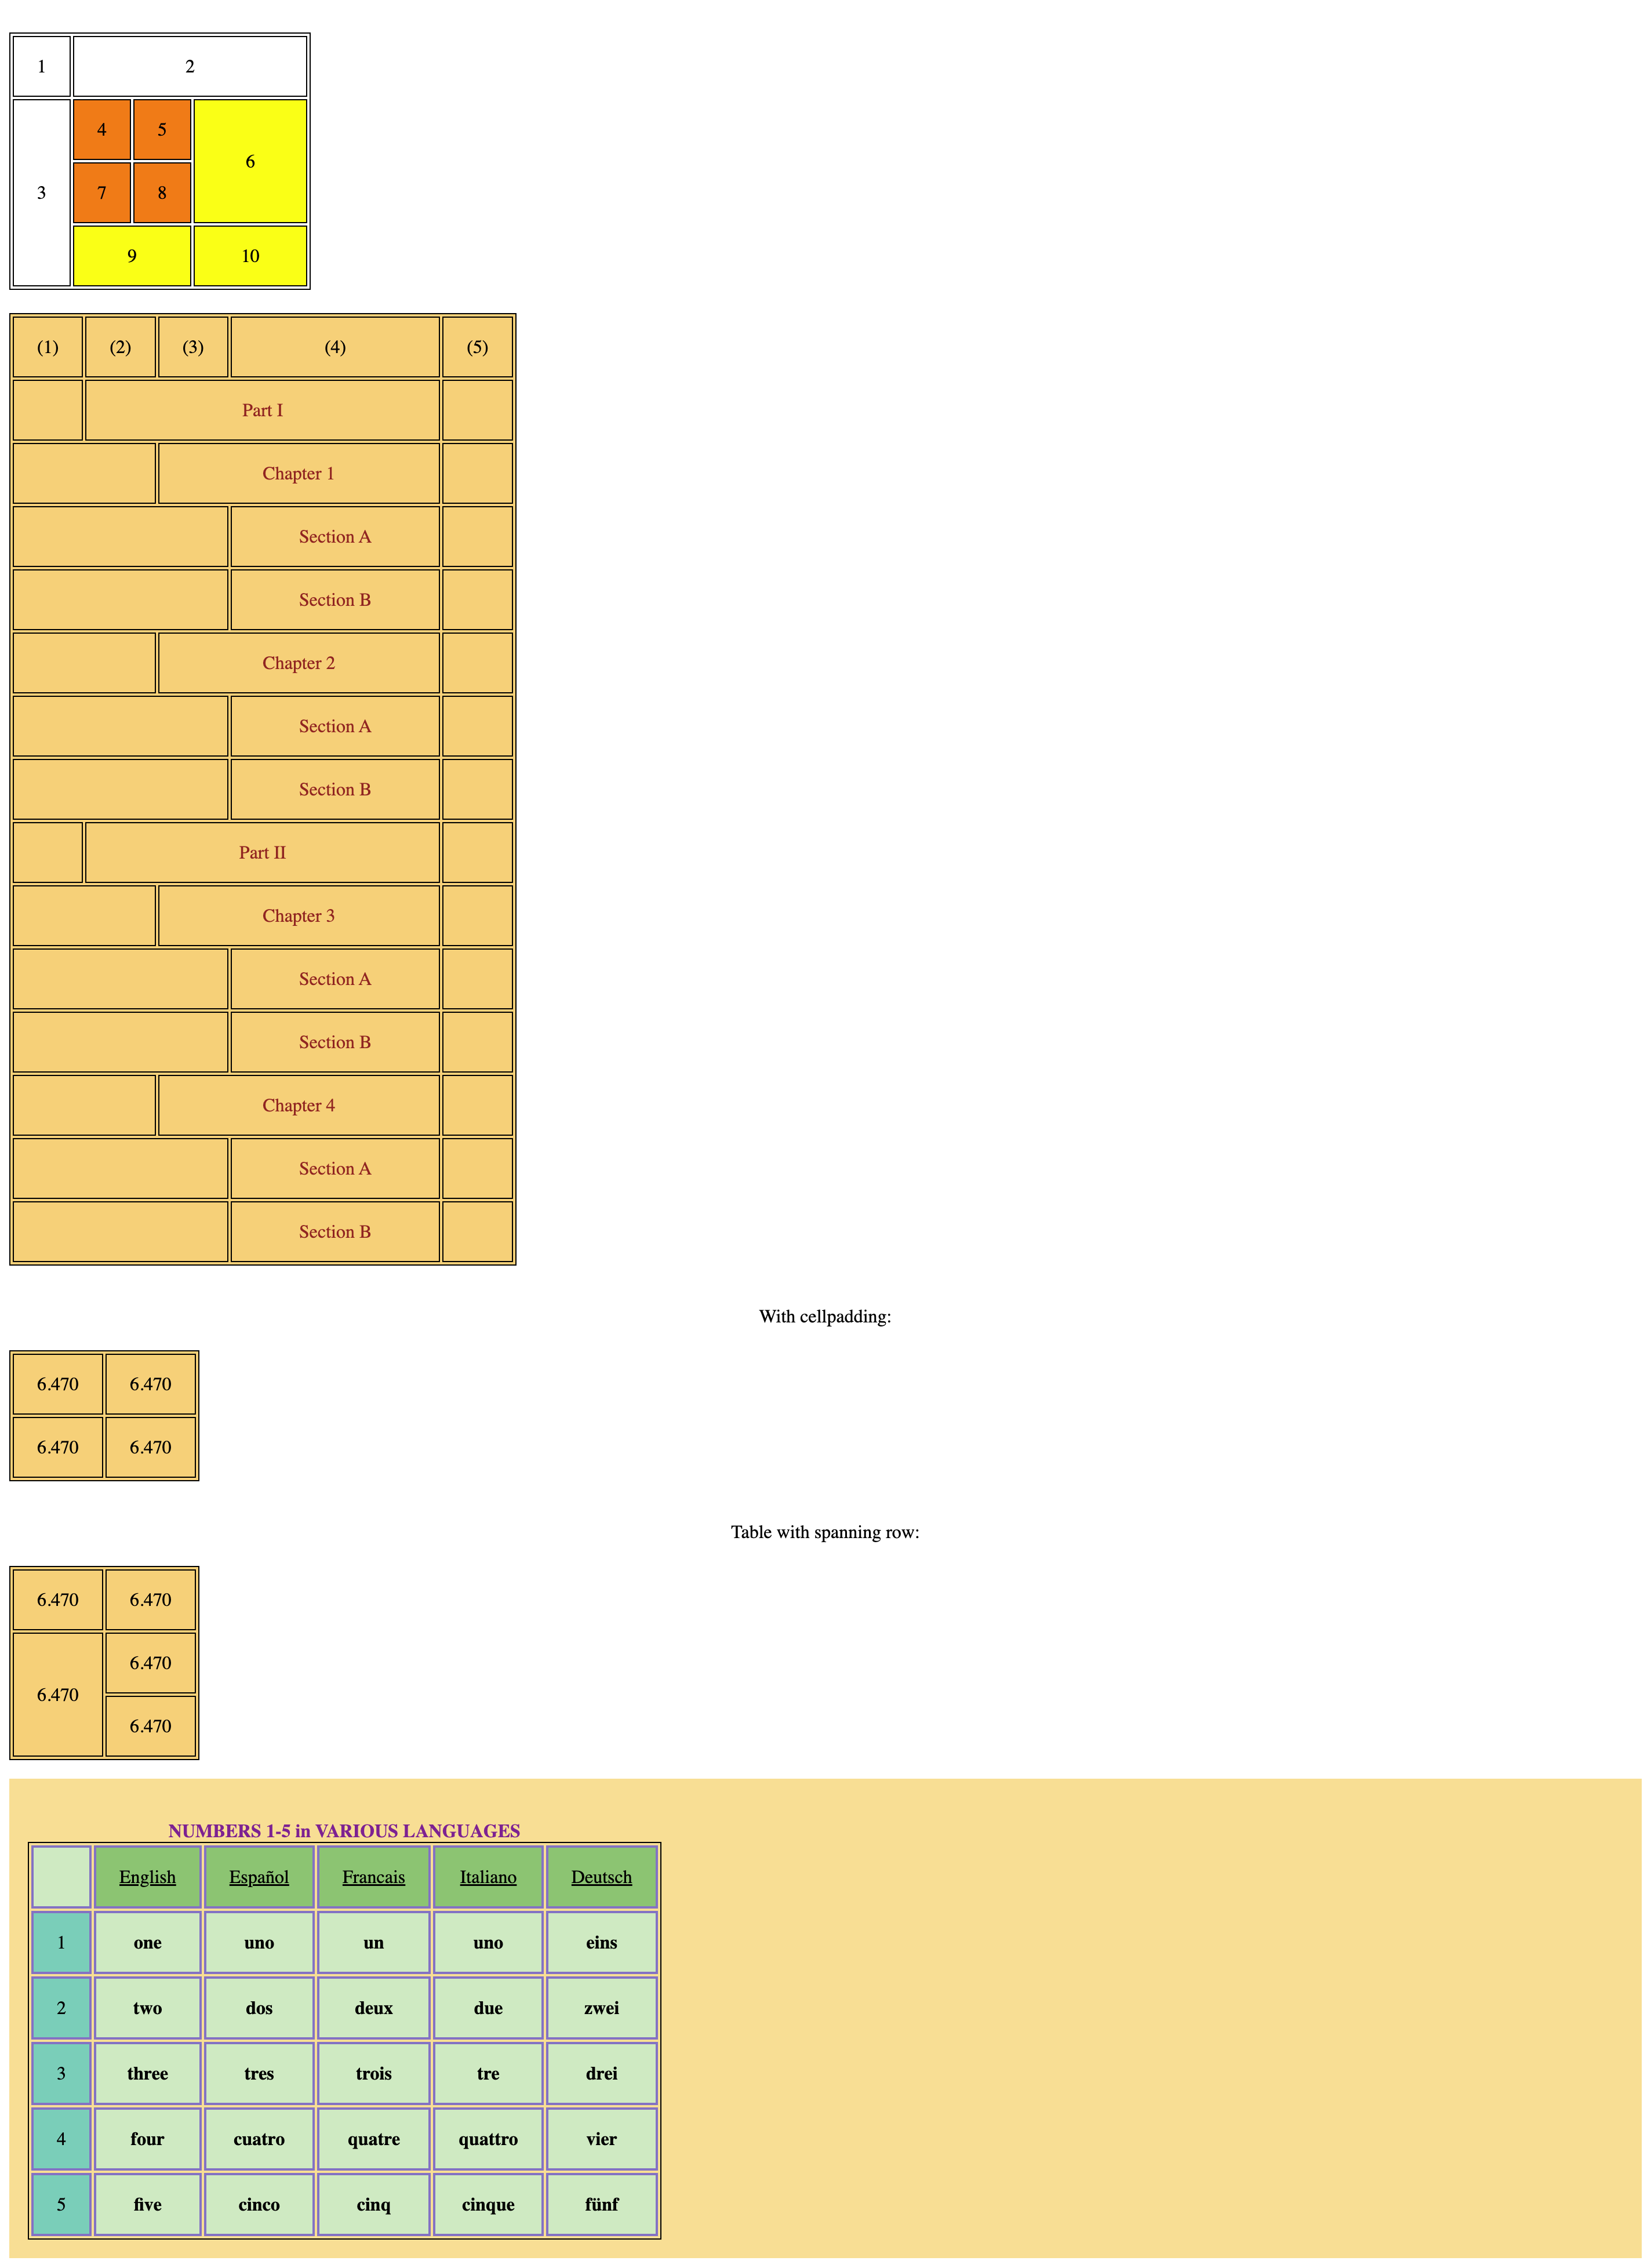 1 2
4 5 6
3 7 8
9 10
(1) (2) (3) (4) (5)
Part I
Chapter 1
Section A
Section B
Chapter 2
Section A
Section B
Part II
Chapter 3
Section A
Section B
Chapter 4
Section A
Section B
With cellpadding:
6.470 6.470
6.470 6.470
Table with spanning row:
6.470 6.470
6.470 6.470
6.470
NUMBERS 1-5 in VARIOUS LANGUAGES
English Español Francais Italiano Deutsch
1 one uno un uno eins
2 two dos deux due zwei
3 three tres trois tre drei
4 four cuatro quatre quattro vier
5 five cinco cinq cinque fünf